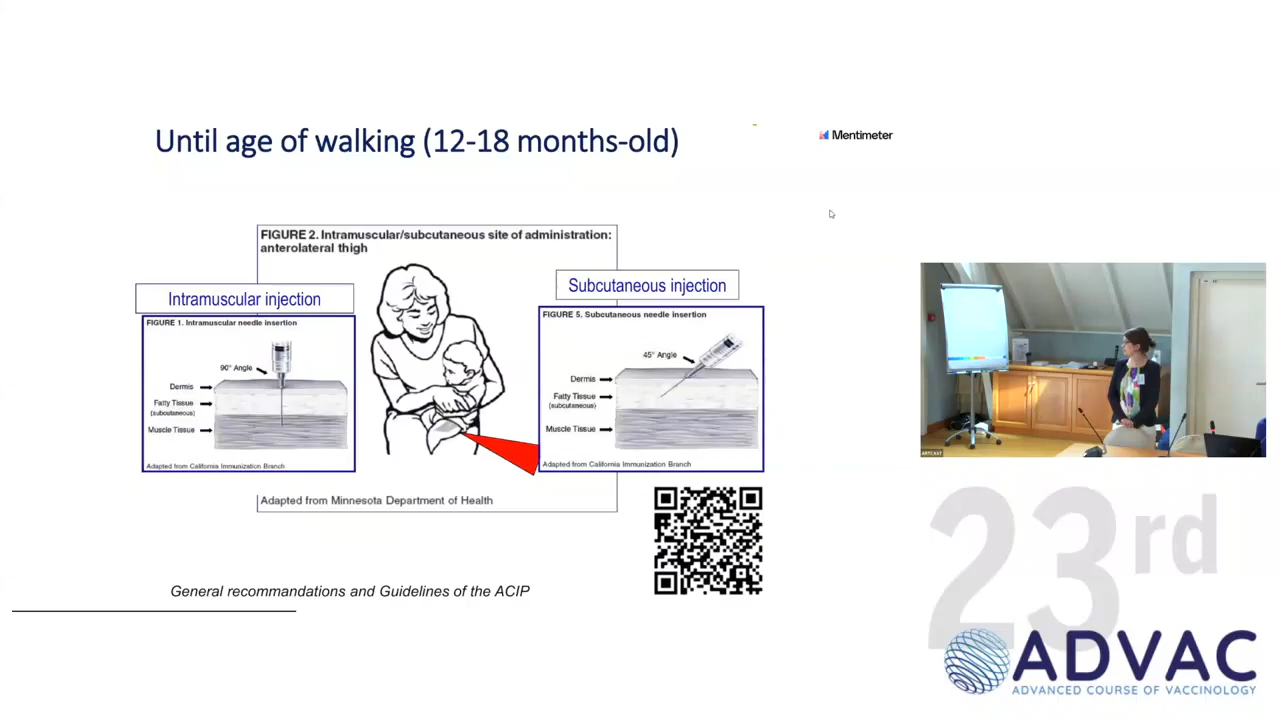 Until age of walking (12-18 months-old)
Mentimeter
FIGURE 2. Intramuscular/subcutaneous site of administration:
anterolateral thigh
Intramuscular injection
FIGURE 1. Intramuscular needle insertion
90° Angle
Dermis
Fatty Tissue
(subcutaneous)
Muscle Tissue
Adapted from California Immunization Branch
Subcutaneous injection
FIGURE 5. Subcutaneous needle insertion
45° Angle
Dermis
Fatty Tissue
(subcutaneous)
Muscle Tissue
Adapted from California Immunization Branch
Adapted from Minnesota Department of Health
General recommandations and Guidelines of the ACIP
23rd
ADVAC
ADVANCED COURSE OF VACCINOLOGY